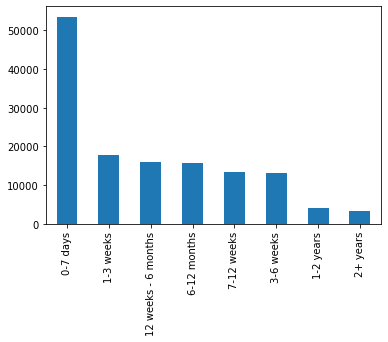 50000
40000
30000
20000
10000
0
0-7 days
1-3 weeks
12 weeks - 6 months
6-12 months
7-12 weeks
3-6 weeks
1-2 years
2+ years